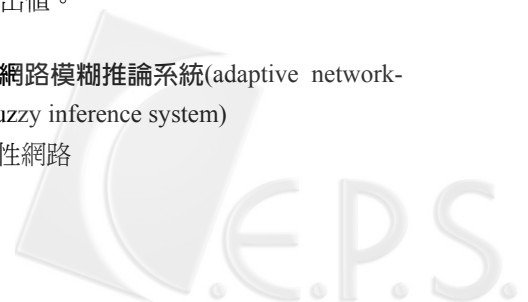 出值。
網路模糊推論系統(adaptive network-
uzzy inference system)
性網路
C.E.P.S.